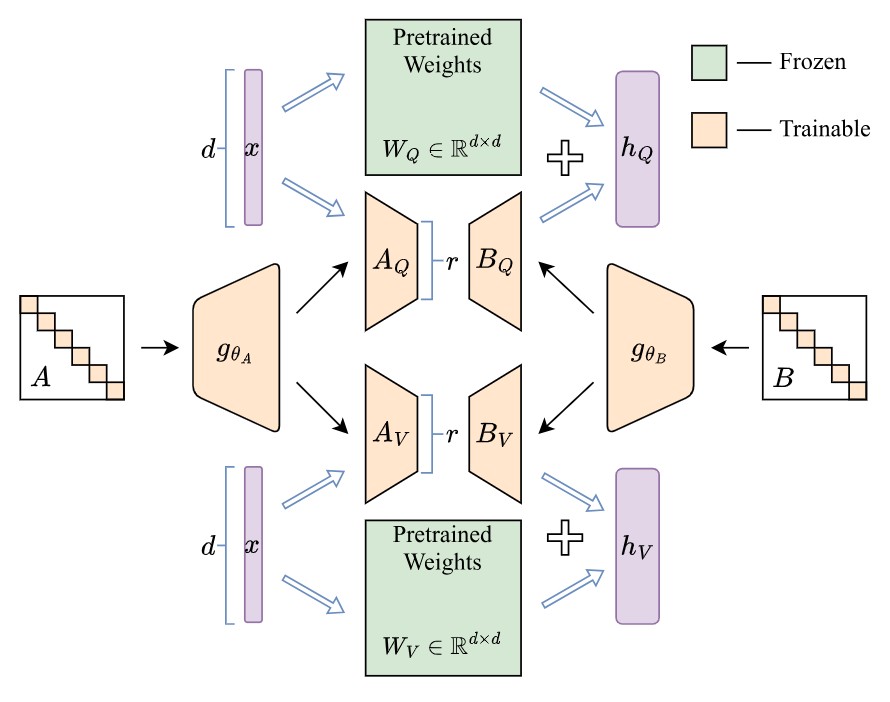 Pretrained
Weights
W_Q ∈ ℝ^{d×d}
Frozen
Trainable
d
x
h_Q
A_Q
r
B_Q
A
g_{θ_A}
g_{θ_B}
B
A_V
r
B_V
d
x
h_V
Pretrained
Weights
W_V ∈ ℝ^{d×d}